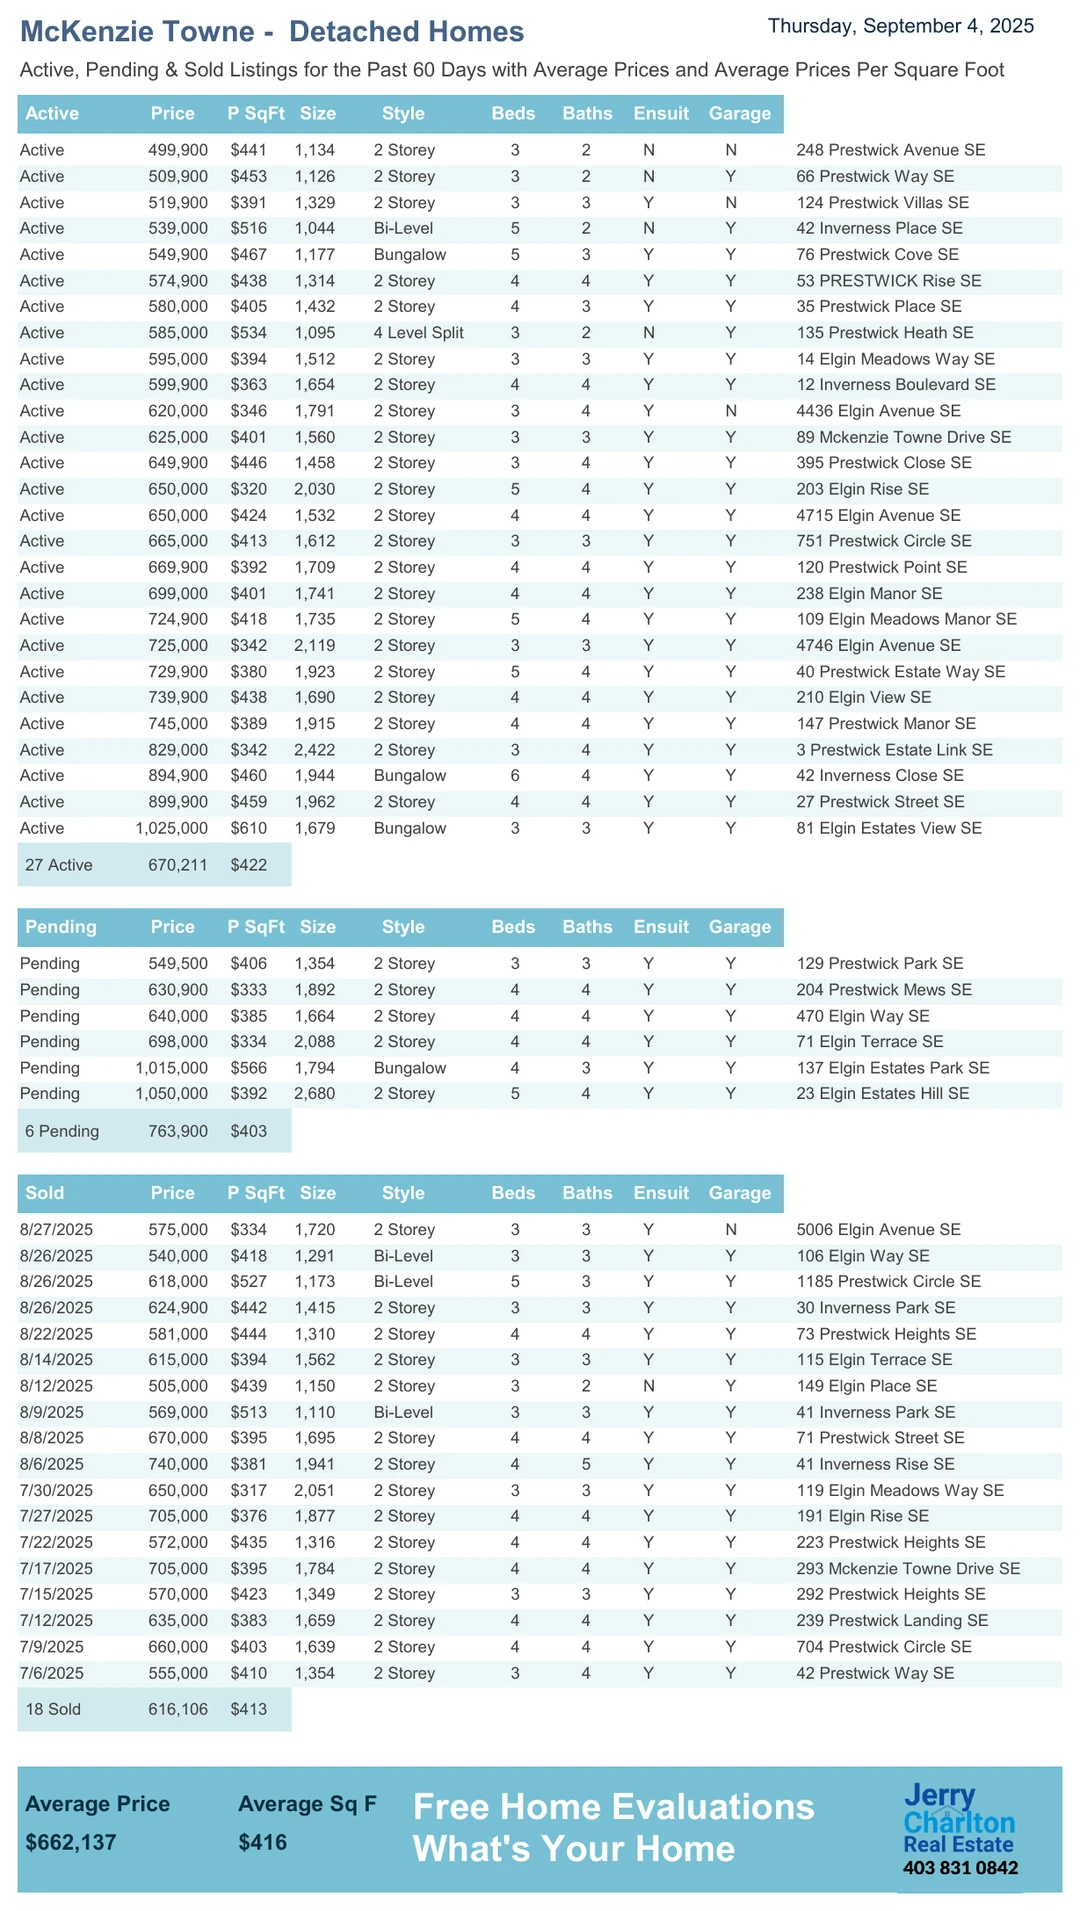 McKenzie Towne - Detached Homes Thursday, September 4, 2025
Active, Pending & Sold Listings for the Past 60 Days with Average Prices and Average Prices Per Square Foot
Active Price P SqFt Size Style Beds Baths Ensuit Garage
Active 499,900 $441 1,134 2 Storey 3 2 N N 248 Prestwick Avenue SE
Active 509,900 $453 1,126 2 Storey 3 2 N Y 66 Prestwick Way SE
Active 519,900 $391 1,329 2 Storey 3 3 Y N 124 Prestwick Villas SE
Active 539,000 $516 1,044 Bi-Level 5 2 N Y 42 Inverness Place SE
Active 549,900 $467 1,177 Bungalow 5 3 Y Y 76 Prestwick Cove SE
Active 574,900 $438 1,314 2 Storey 4 4 Y Y 53 PRESTWICK Rise SE
Active 580,000 $405 1,432 2 Storey 4 3 Y Y 35 Prestwick Place SE
Active 585,000 $534 1,095 4 Level Split 3 2 N Y 135 Prestwick Heath SE
Active 595,000 $394 1,512 2 Storey 3 3 Y Y 14 Elgin Meadows Way SE
Active 599,900 $363 1,654 2 Storey 4 4 Y Y 12 Inverness Boulevard SE
Active 620,000 $346 1,791 2 Storey 3 4 Y N 4436 Elgin Avenue SE
Active 625,000 $401 1,560 2 Storey 3 3 Y Y 89 Mckenzie Towne Drive SE
Active 649,900 $446 1,458 2 Storey 3 4 Y Y 395 Prestwick Close SE
Active 650,000 $320 2,030 2 Storey 5 4 Y Y 203 Elgin Rise SE
Active 650,000 $424 1,532 2 Storey 4 4 Y Y 4715 Elgin Avenue SE
Active 665,000 $413 1,612 2 Storey 3 3 Y Y 751 Prestwick Circle SE
Active 669,900 $392 1,709 2 Storey 4 4 Y Y 120 Prestwick Point SE
Active 699,000 $401 1,741 2 Storey 4 4 Y Y 238 Elgin Manor SE
Active 724,900 $418 1,735 2 Storey 5 4 Y Y 109 Elgin Meadows Manor SE
Active 725,000 $342 2,119 2 Storey 3 3 Y Y 4746 Elgin Avenue SE
Active 729,900 $380 1,923 2 Storey 5 4 Y Y 40 Prestwick Estate Way SE
Active 739,900 $438 1,690 2 Storey 4 4 Y Y 210 Elgin View SE
Active 745,000 $389 1,915 2 Storey 4 4 Y Y 147 Prestwick Manor SE
Active 829,000 $342 2,422 2 Storey 3 4 Y Y 3 Prestwick Estate Link SE
Active 894,900 $460 1,944 Bungalow 6 4 Y Y 42 Inverness Close SE
Active 899,900 $459 1,962 2 Storey 4 4 Y Y 27 Prestwick Street SE
Active 1,025,000 $610 1,679 Bungalow 3 3 Y Y 81 Elgin Estates View SE
27 Active 670,211 $422
Pending Price P SqFt Size Style Beds Baths Ensuit Garage
Pending 549,500 $406 1,354 2 Storey 3 3 Y Y 129 Prestwick Park SE
Pending 630,900 $333 1,892 2 Storey 4 4 Y Y 204 Prestwick Mews SE
Pending 640,000 $385 1,664 2 Storey 4 4 Y Y 470 Elgin Way SE
Pending 698,000 $334 2,088 2 Storey 4 4 Y Y 71 Elgin Terrace SE
Pending 1,015,000 $566 1,794 Bungalow 4 3 Y Y 137 Elgin Estates Park SE
Pending 1,050,000 $392 2,680 2 Storey 5 4 Y Y 23 Elgin Estates Hill SE
6 Pending 763,900 $403
Sold Price P SqFt Size Style Beds Baths Ensuit Garage
8/27/2025 575,000 $334 1,720 2 Storey 3 3 Y N 5006 Elgin Avenue SE
8/26/2025 540,000 $418 1,291 Bi-Level 3 3 Y Y 106 Elgin Way SE
8/26/2025 618,000 $527 1,173 Bi-Level 5 3 Y Y 1185 Prestwick Circle SE
8/26/2025 624,900 $442 1,415 2 Storey 3 3 Y Y 30 Inverness Park SE
8/22/2025 581,000 $444 1,310 2 Storey 4 4 Y Y 73 Prestwick Heights SE
8/14/2025 615,000 $394 1,562 2 Storey 3 3 Y Y 115 Elgin Terrace SE
8/12/2025 505,000 $439 1,150 2 Storey 3 2 N Y 149 Elgin Place SE
8/9/2025 569,000 $513 1,110 Bi-Level 3 3 Y Y 41 Inverness Park SE
8/8/2025 670,000 $395 1,695 2 Storey 4 4 Y Y 71 Prestwick Street SE
8/6/2025 740,000 $381 1,941 2 Storey 4 5 Y Y 41 Inverness Rise SE
7/30/2025 650,000 $317 2,051 2 Storey 3 3 Y Y 119 Elgin Meadows Way SE
7/27/2025 705,000 $376 1,877 2 Storey 4 4 Y Y 191 Elgin Rise SE
7/22/2025 572,000 $435 1,316 2 Storey 4 4 Y Y 223 Prestwick Heights SE
7/17/2025 705,000 $395 1,784 2 Storey 4 4 Y Y 293 Mckenzie Towne Drive SE
7/15/2025 570,000 $423 1,349 2 Storey 3 3 Y Y 292 Prestwick Heights SE
7/12/2025 635,000 $383 1,659 2 Storey 4 4 Y Y 239 Prestwick Landing SE
7/9/2025 660,000 $403 1,639 2 Storey 4 4 Y Y 704 Prestwick Circle SE
7/6/2025 555,000 $410 1,354 2 Storey 3 4 Y Y 42 Prestwick Way SE
18 Sold 616,106 $413
Average Price Average Sq F
$662,137 $416
Free Home Evaluations
What's Your Home
Jerry
Charlton
Real Estate
403 831 0842